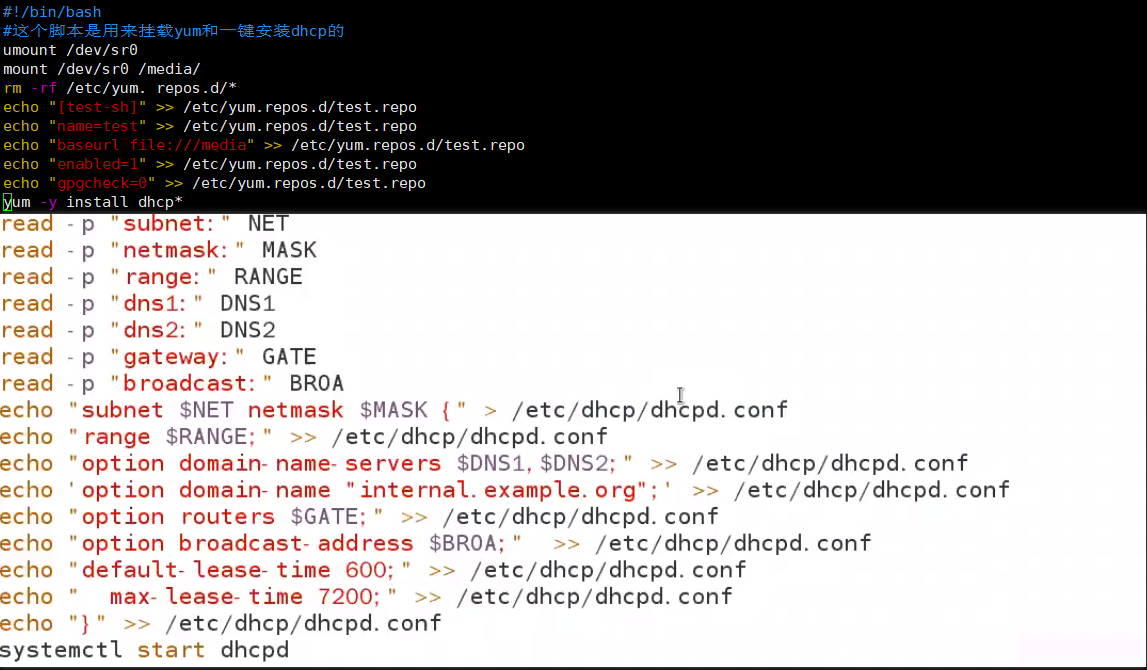 #!/bin/bash
#这个脚本是用来挂载yum和一键安装dhcp的
umount /dev/sr0
mount /dev/sr0 /media/
rm -rf /etc/yum. repos.d/*
echo "[test-sh]" >> /etc/yum.repos.d/test.repo
echo "name=test" >> /etc/yum.repos.d/test.repo
echo "baseurl file:///media" >> /etc/yum.repos.d/test.repo
echo "enabled=1" >> /etc/yum.repos.d/test.repo
echo "gpgcheck=0" >> /etc/yum.repos.d/test.repo
yum -y install dhcp*
read -p "subnet:" NET
read -p "netmask:" MASK
read -p "range:" RANGE
read -p "dns1:" DNS1
read -p "dns2:" DNS2
read -p "gateway:" GATE
read -p "broadcast:" BROA
echo "subnet $NET netmask $MASK {" > /etc/dhcp/dhcpd.conf
echo "range $RANGE;" >> /etc/dhcp/dhcpd.conf
echo "option domain-name-servers $DNS1,$DNS2;" >> /etc/dhcp/dhcpd.conf
echo 'option domain-name "internal.example.org";' >> /etc/dhcp/dhcpd.conf
echo "option routers $GATE;" >> /etc/dhcp/dhcpd.conf
echo "option broadcast-address $BROA;"  >> /etc/dhcp/dhcpd.conf
echo "default-lease-time 600;" >> /etc/dhcp/dhcpd.conf
echo "  max-lease-time 7200;" >> /etc/dhcp/dhcpd.conf
echo "}" >> /etc/dhcp/dhcpd.conf
systemctl start dhcpd